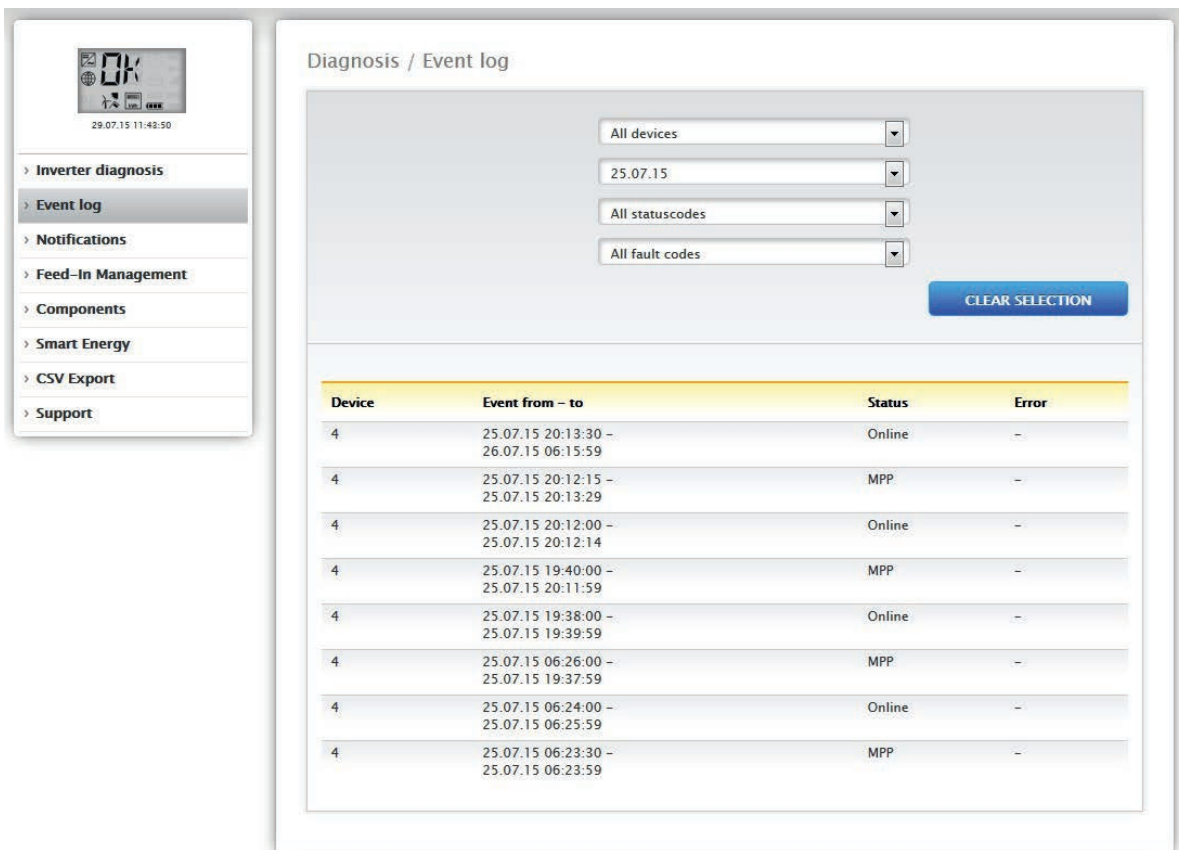 OK
29.07.15 11:43:50
› Inverter diagnosis
› Event log
› Notifications
› Feed-In Management
› Components
› Smart Energy
› CSV Export
› Support
Diagnosis / Event log
All devices
25.07.15
All statuscodes
All fault codes
CLEAR SELECTION
Device Event from – to Status Error
4 25.07.15 20:13:30 – Online –
26.07.15 06:15:59
4 25.07.15 20:12:15 – MPP –
25.07.15 20:13:29
4 25.07.15 20:12:00 – Online –
25.07.15 20:12:14
4 25.07.15 19:40:00 – MPP –
25.07.15 20:11:59
4 25.07.15 19:38:00 – Online –
25.07.15 19:39:59
4 25.07.15 06:26:00 – MPP –
25.07.15 19:37:59
4 25.07.15 06:24:00 – Online –
25.07.15 06:25:59
4 25.07.15 06:23:30 – MPP –
25.07.15 06:23:59